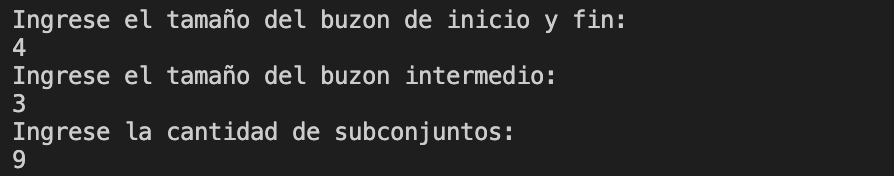 Ingrese el tamaño del buzon de inicio y fin:
4
Ingrese el tamaño del buzon intermedio:
3
Ingrese la cantidad de subconjuntos:
9